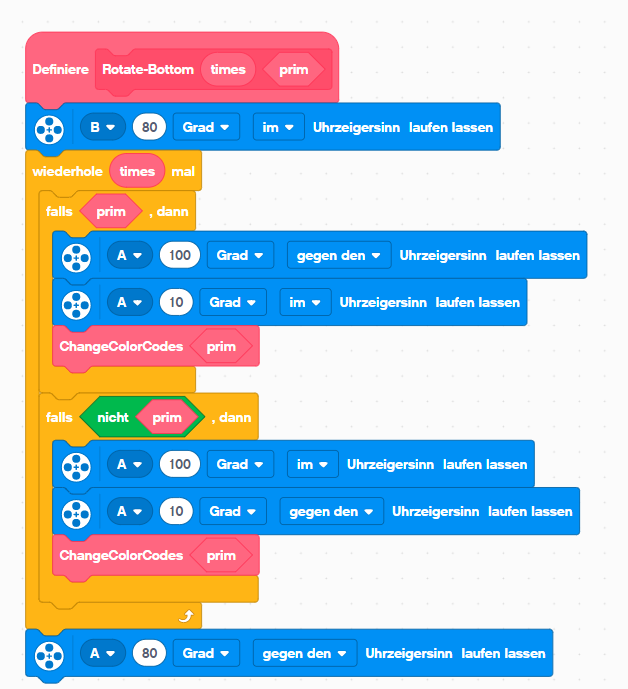 Definiere Rotate-Bottom times prim
B 80 Grad im Uhrzeigersinn laufen lassen
wiederhole times mal
falls prim , dann
A 100 Grad gegen den Uhrzeigersinn laufen lassen
A 10 Grad im Uhrzeigersinn laufen lassen
ChangeColorCodes prim
falls nicht prim , dann
A 100 Grad im Uhrzeigersinn laufen lassen
A 10 Grad gegen den Uhrzeigersinn laufen lassen
ChangeColorCodes prim
A 80 Grad gegen den Uhrzeigersinn laufen lassen